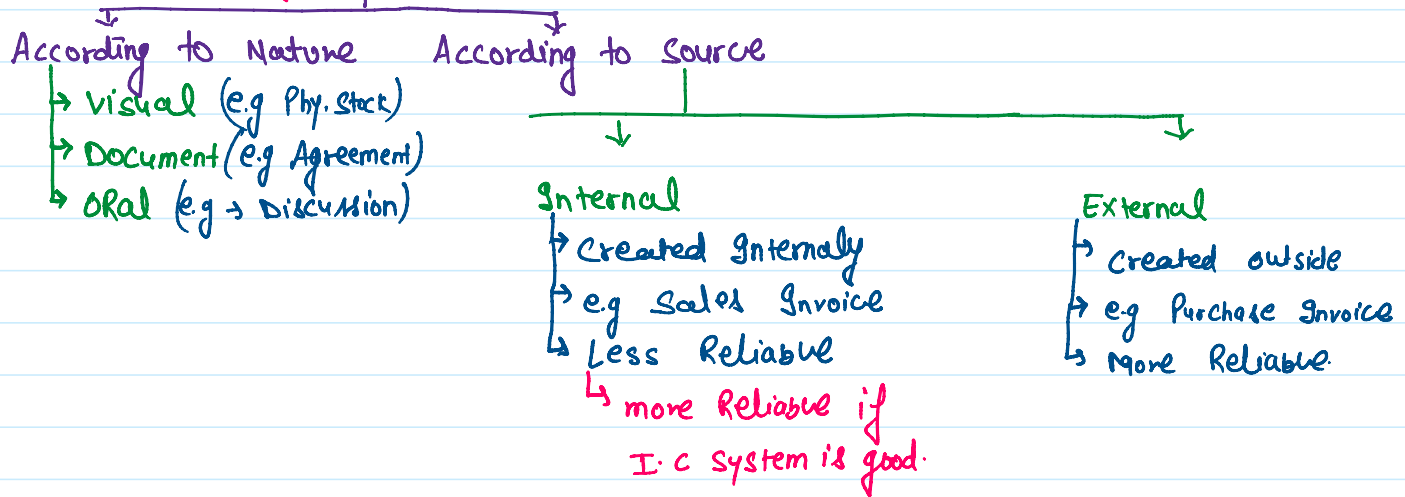 According to Nature
→ Visual (e.g Phy. Stock)
→ Document (e.g Agreement)
→ ORal (e.g → Discussion)
According to Source
Internal
→ Created Internaly
→ e.g Sales Invoice
→ Less Reliable
more Reliable if
I.C System is good.
External
→ Created outside
→ e.g Purchase Invoice
→ More Reliable.